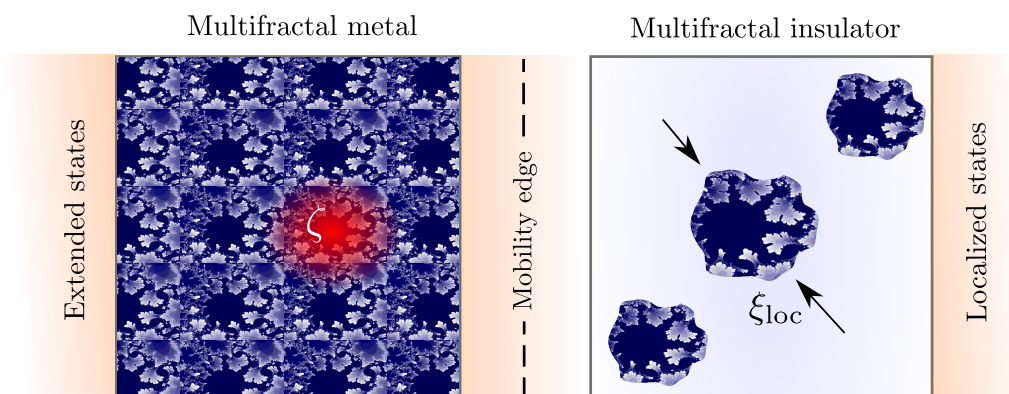 Multifractal metal
Multifractal insulator
Extended states
ζ
Mobility edge
ξloc
Localized states